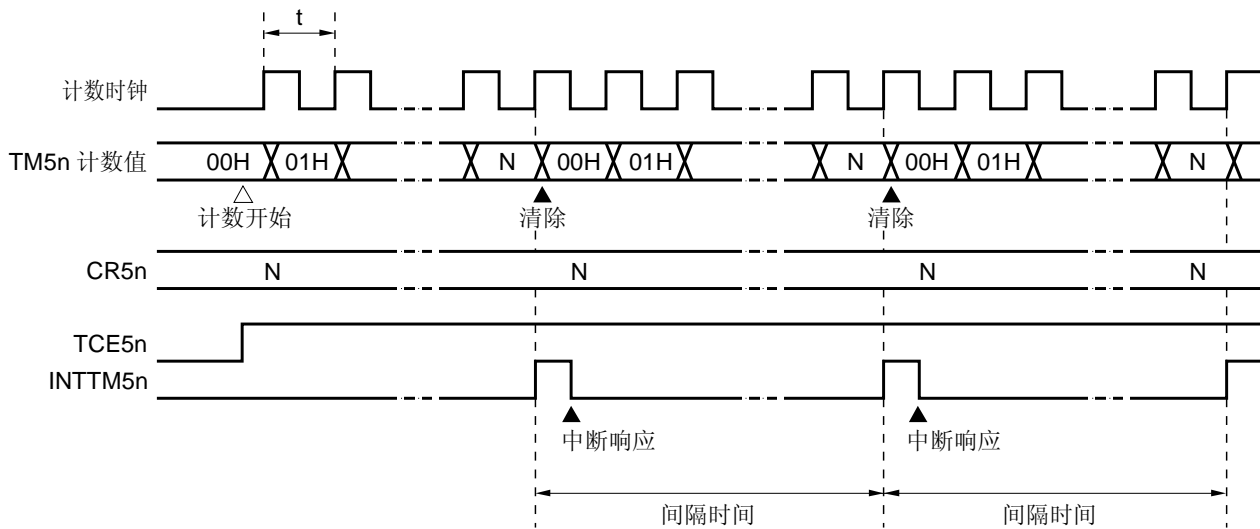 t
计数时钟
TM5n 计数值 00H 01H N 00H 01H N 00H 01H N
计数开始 清除 清除
CR5n N N N N
TCE5n
INTTM5n
中断响应 中断响应
间隔时间 间隔时间